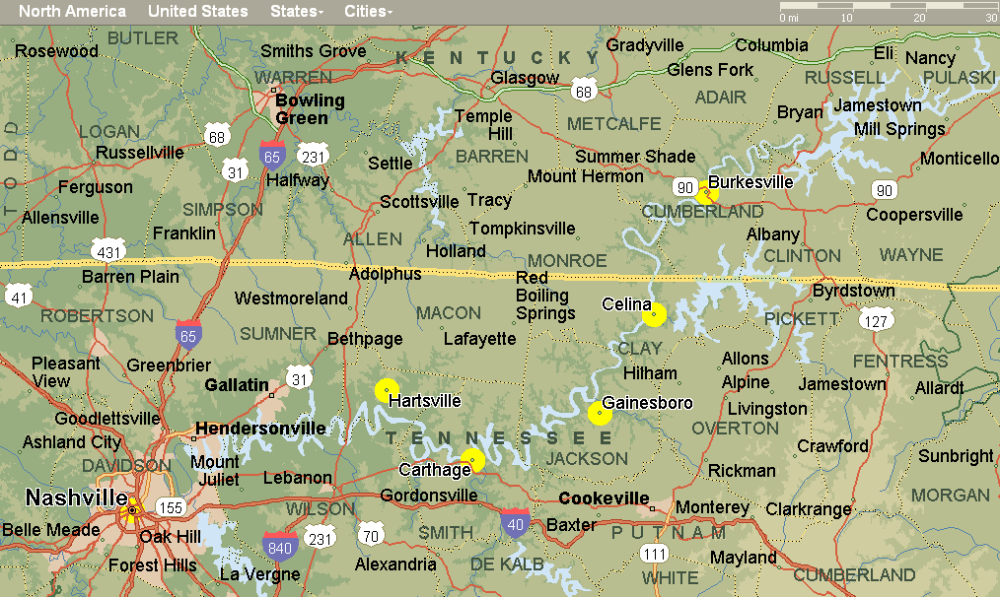 North America United States States Cities
0 mi 10 20 30
BUTLER
Rosewood
Smiths Grove
KENTUCKY
Gradyville
Columbia
Eli
Nancy
WARREN
Glasgow
Glens Fork
RUSSELL
PULASKI
68
ADAIR
Bowling
Green
Jamestown
Bryan
Temple
Hill
METCALFE
Mill Springs
TODD
LOGAN
68
Russellville
65
231
31
Settle
BARREN
Summer Shade
Monticello
Halfway
Mount Hermon
Ferguson
90
Burkesville
90
Allensville
SIMPSON
Scottsville
Tracy
CUMBERLAND
Coopersville
Franklin
ALLEN
Tompkinsville
Albany
431
Holland
MONROE
CLINTON
WAYNE
Barren Plain
Adolphus
Red
Boiling
Springs
Byrdstown
41
Westmoreland
Celina
ROBERTSON
MACON
PICKETT
127
65
SUMNER
Bethpage
Lafayette
CLAY
Pleasant
View
Greenbrier
Allons
FENTRESS
Hilham
Gallatin
31
Alpine
Jamestown
Allardt
Hartsville
Gainesboro
Livingston
Goodlettsville
Hendersonville
TENNESSEE
OVERTON
Ashland City
Crawford
DAVIDSON
Mount
Juliet
Carthage
JACKSON
Sunbright
Lebanon
Rickman
Nashville
Gordonsville
Cookeville
MORGAN
155
WILSON
Monterey
Clarkrange
Belle Meade
40
Baxter
Oak Hill
840
231
70
SMITH
PUTNAM
Forest Hills
La Vergne
Alexandria
DE KALB
111
Mayland
WHITE
CUMBERLAND